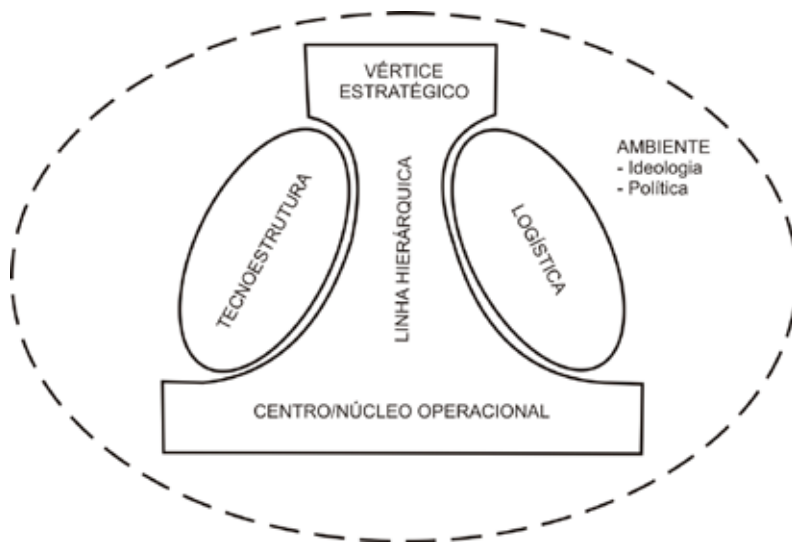 VÉRTICE
ESTRATÉGICO
AMBIENTE
- Ideologia
- Política
TECNOESTRUTURA
LINHA HIERÁRQUICA
LOGÍSTICA
CENTRO/NÚCLEO OPERACIONAL